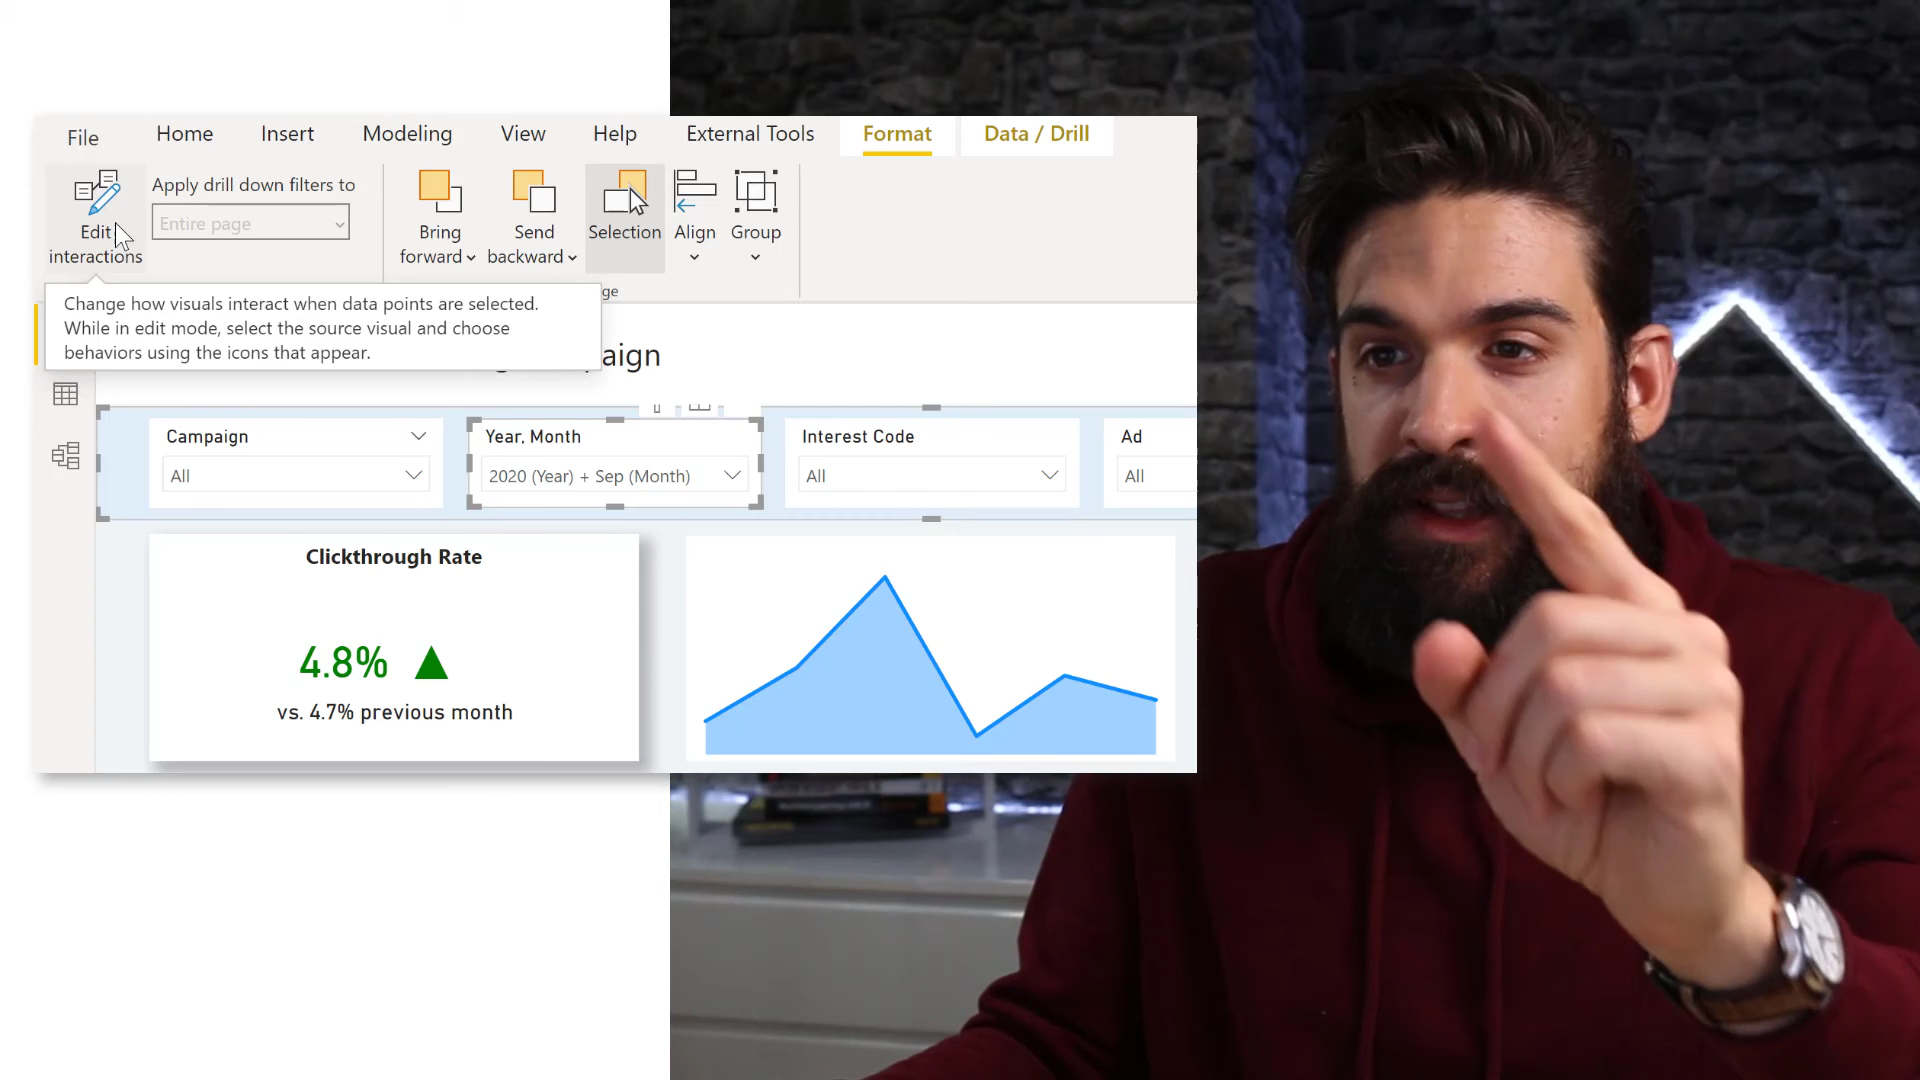 File Home Insert Modeling View Help External Tools Format Data / Drill
Edit
interactions
Apply drill down filters to
Entire page
Bring
forward
Send
backward
Selection
Align
Group
ge
Change how visuals interact when data points are selected.
While in edit mode, select the source visual and choose
behaviors using the icons that appear.
aign
Campaign
All
Year, Month
2020 (Year) + Sep (Month)
Interest Code
All
Ad
All
Clickthrough Rate
4.8%
vs. 4.7% previous month